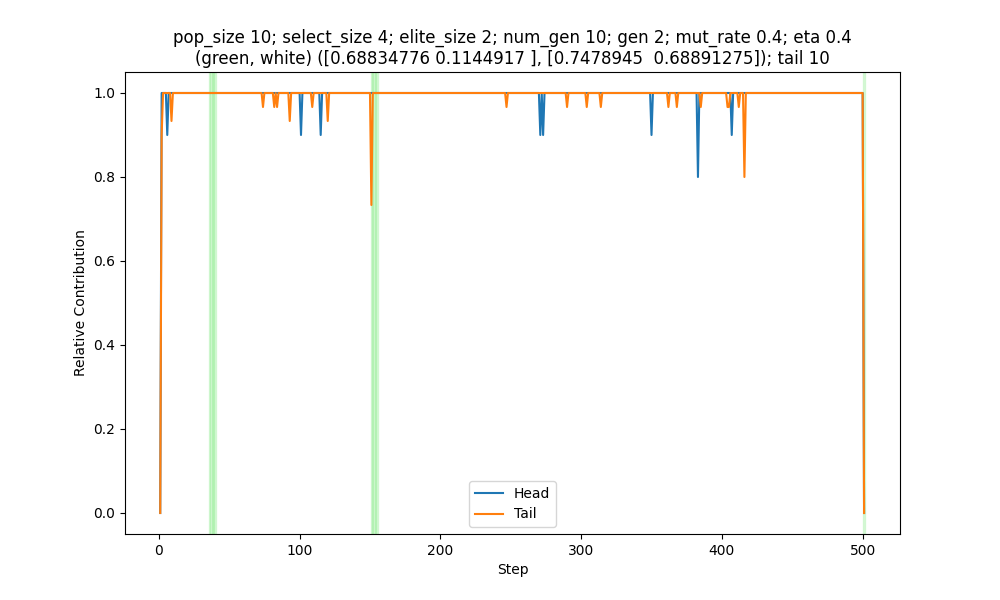 pop_size 10; select_size 4; elite_size 2; num_gen 10; gen 2; mut_rate 0.4; eta 0.4
(green, white) ([0.68834776 0.1144917 ], [0.7478945  0.68891275]); tail 10
1.0
0.8
0.6
0.4
0.2
0.0
Relative Contribution
Head
Tail
0
100
200
300
400
500
Step